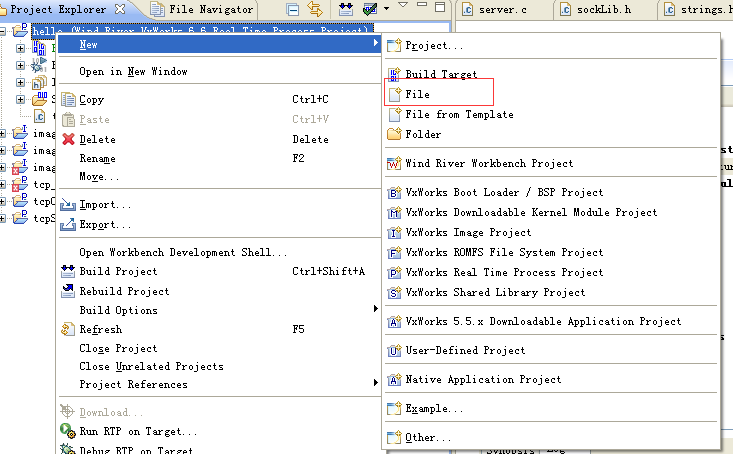 Project Explorer
File Navigator
server.c
sockLib.h
strings.h
hello (Wind River VxWorks 6.6 Real Time Process Project)
New
Open in New Window
Copy Ctrl+C
Paste Ctrl+V
Delete Delete
Rename F2
Move...
Import...
Export...
Open Workbench Development Shell...
Build Project Ctrl+Shift+A
Rebuild Project
Build Options
Refresh F5
Close Project
Close Unrelated Projects
Project References
Download...
Run RTP on Target...
Debug RTP on Target...
Project...
Build Target
File
File from Template
Folder
Wind River Workbench Project
VxWorks Boot Loader / BSP Project
VxWorks Downloadable Kernel Module Project
VxWorks Image Project
VxWorks ROMFS File System Project
VxWorks Real Time Process Project
VxWorks Shared Library Project
VxWorks 5.5.x Downloadable Application Project
User-Defined Project
Native Application Project
Example...
Other...
imag
imag
imag
tcp_
tcpC
tcpS